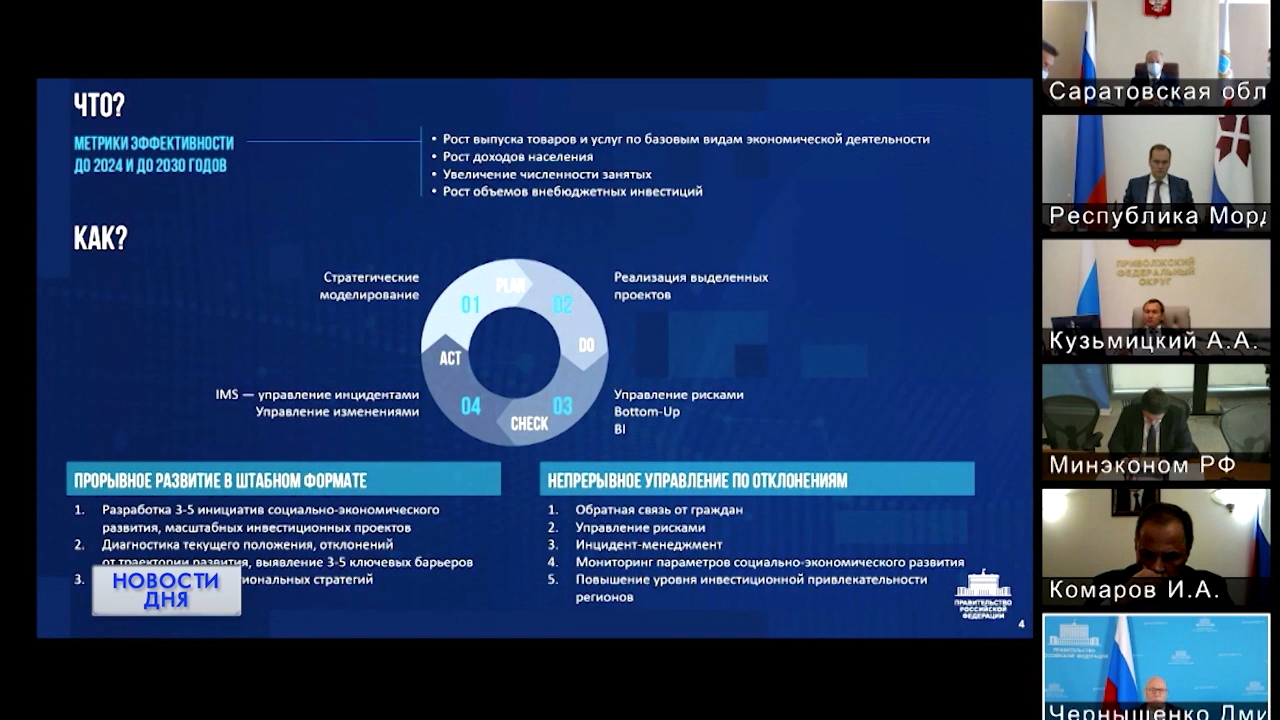 ЧТО?
МЕТРИКИ ЭФФЕКТИВНОСТИ
ДО 2024 И ДО 2030 ГОДОВ
• Рост выпуска товаров и услуг по базовым видам экономической деятельности
• Рост доходов населения
• Увеличение численности занятых
• Рост объемов внебюджетных инвестиций
КАК?
Стратегические
моделирование
PLAN
01
02
Реализация выделенных
проектов
DO
ACT
IMS — управление инцидентами
Управление изменениями
04
03
CHECK
Управление рисками
Bottom-Up
BI
ПРОРЫВНОЕ РАЗВИТИЕ В ШТАБНОМ ФОРМАТЕ
1. Разработка 3-5 инициатив социально-экономического
развития, масштабных инвестиционных проектов
2. Диагностика текущего положения, отклонений
от траектории развития, выявление 3-5 ключевых барьеров
3. стратегий
НОВОСТИ
ДНЯ
НЕПРЕРЫВНОЕ УПРАВЛЕНИЕ ПО ОТКЛОНЕНИЯМ
1. Обратная связь от граждан
2. Управление рисками
3. Инцидент-менеджмент
4. Мониторинг параметров социально-экономического развития
5. Повышение уровня инвестиционной привлекательности
регионов
ПРАВИТЕЛЬСТВО
РОССИЙСКОЙ
ФЕДЕРАЦИИ
4
Саратовская обл
Республика Морд
ПРИВОЛЖСКИЙ
ФЕДЕРАЛЬНЫЙ
ОКРУГ
Кузьмицкий А.А.
Минэконом РФ
Комаров И.А.
Чернышенко Дми